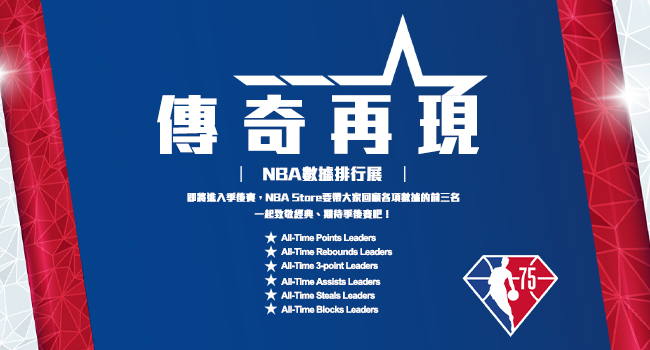 傳奇再現
｜ NBA數據排行展 ｜
即將進入季後賽，NBA Store要帶大家回顧各項數據的前三名
一起致敬經典、期待季後賽吧！
★ All-Time Points Leaders
★ All-Time Rebounds Leaders
★ All-Time 3-point Leaders
★ All-Time Assists Leaders
★ All-Time Steals Leaders
★ All-Time Blocks Leaders
75